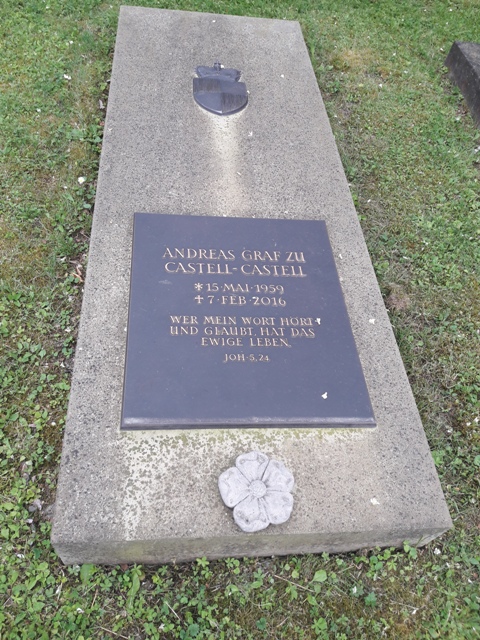 ANDREAS GRAF ZU
CASTELL-CASTELL
*15·MAI·1959
+7·FEB·2016
WER MEIN WORT HÖRT
UND GLAUBT, HAT DAS
EWIGE LEBEN.
JOH·5,24